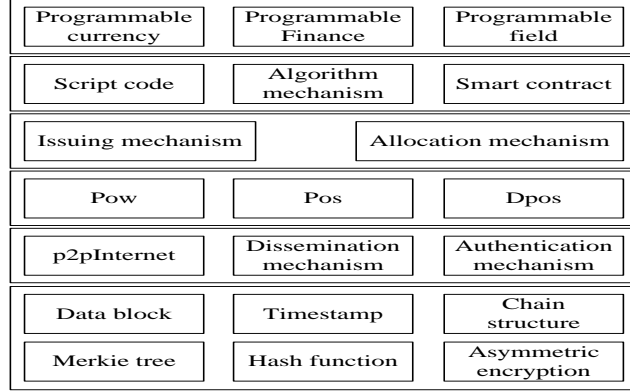 Programmable currency
Programmable Finance
Programmable field
Script code
Algorithm mechanism
Smart contract
Issuing mechanism
Allocation mechanism
Pow
Pos
Dpos
p2pInternet
Dissemination mechanism
Authentication mechanism
Data block
Timestamp
Chain structure
Merkie tree
Hash function
Asymmetric encryption